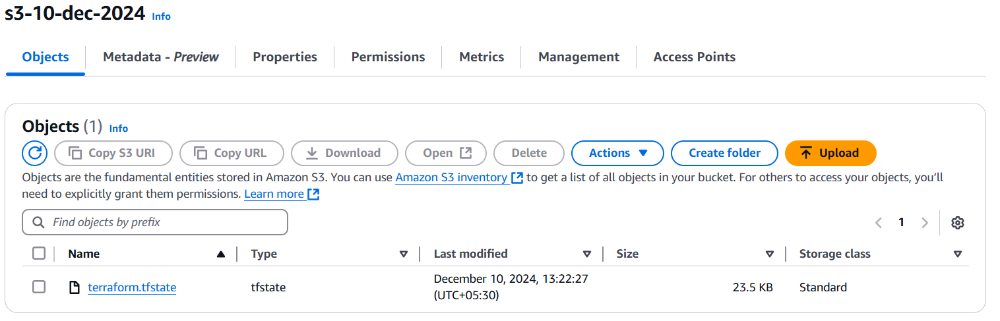 s3-10-dec-2024 Info
Objects Metadata - Preview Properties Permissions Metrics Management Access Points
Objects (1) Info
Copy S3 URI Copy URL Download Open Delete Actions Create folder Upload
Objects are the fundamental entities stored in Amazon S3. You can use Amazon S3 inventory to get a list of all objects in your bucket. For others to access your objects, you’ll
need to explicitly grant them permissions. Learn more
Find objects by prefix 1
Name Type Last modified Size Storage class
terraform.tfstate tfstate December 10, 2024, 13:22:27 23.5 KB Standard
(UTC+05:30)